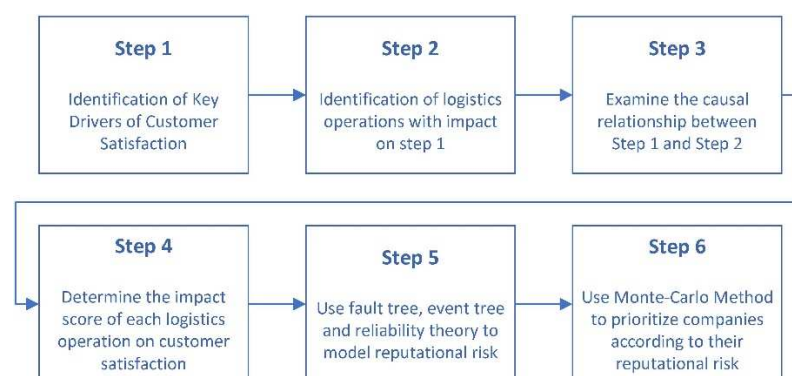 Step 1
Identification of Key
Drivers of Customer
Satisfaction
Step 2
Identification of logistics
operations with impact
on step 1
Step 3
Examine the causal
relationship between
Step 1 and Step 2
Step 4
Determine the impact
score of each logistics
operation on customer
satisfaction
Step 5
Use fault tree, event tree
and reliability theory to
model reputational risk
Step 6
Use Monte-Carlo Method
to prioritize companies
according to their
reputational risk